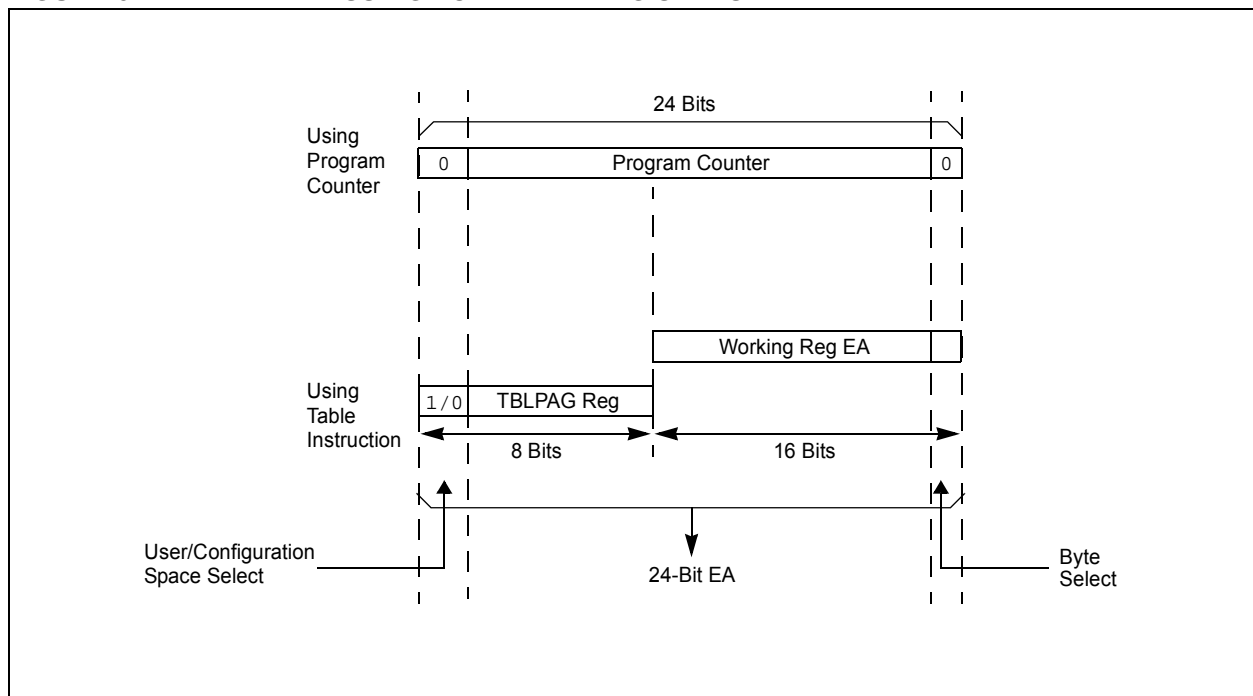 24 Bits
Using
Program
Counter
0
Program Counter
0
Working Reg EA
Using
Table
Instruction
1/0
TBLPAG Reg
8 Bits
16 Bits
User/Configuration
Space Select
24-Bit EA
Byte
Select